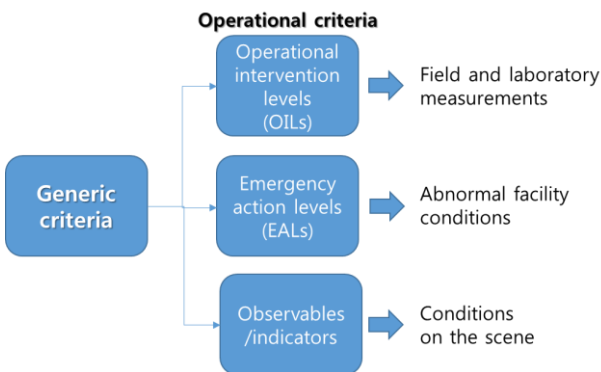 Operational criteria
Operational
intervention
levels
(OILs)
Field and laboratory
measurements
Generic
criteria
Emergency
action levels
(EALs)
Abnormal facility
conditions
Observables
/indicators
Conditions
on the scene